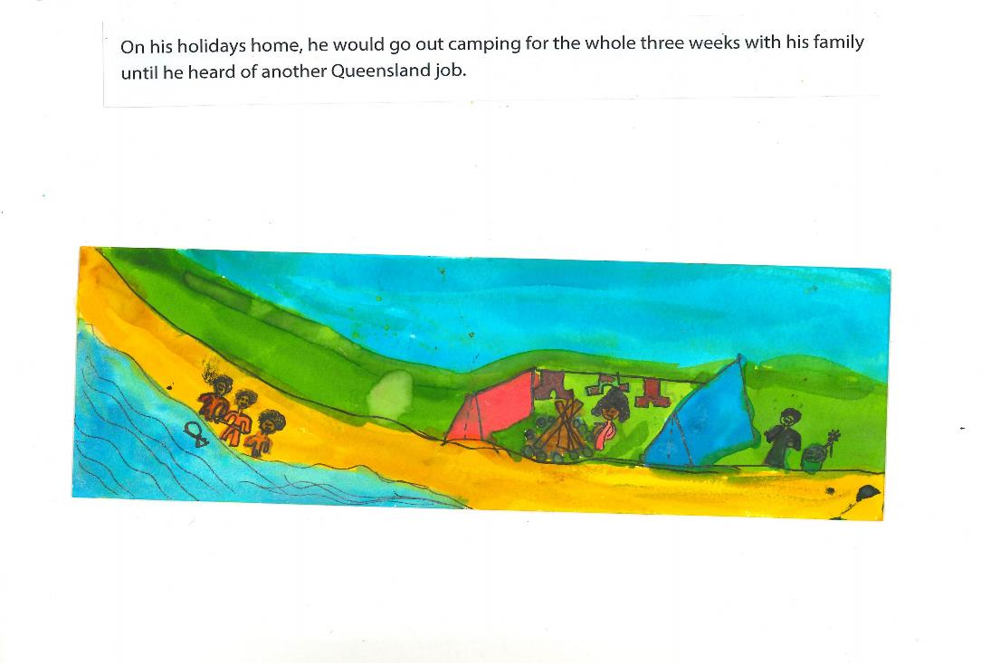 On his holidays home, he would go out camping for the whole three weeks with his family
until he heard of another Queensland job.